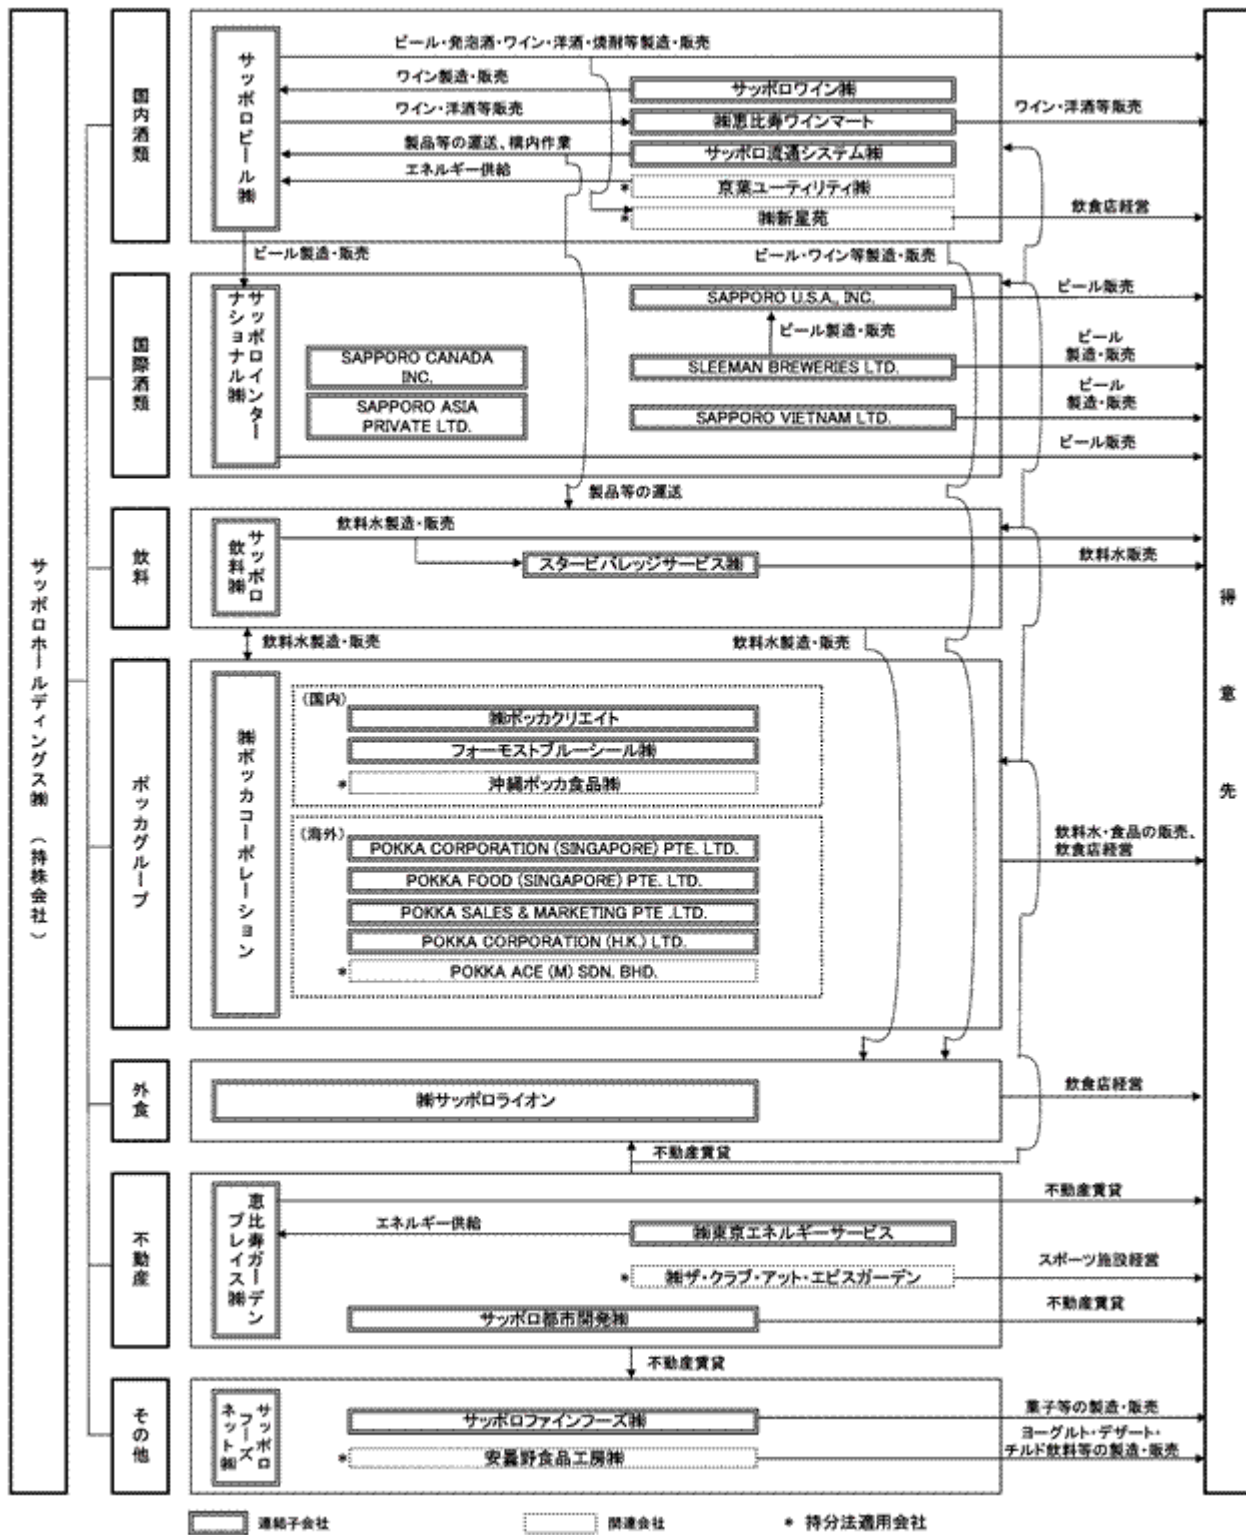 サッポロホールディングス㈱ (持株会社)
国内酒類
サッポロビール㈱
ビール・発泡酒・ワイン・洋酒・焼酎等製造・販売
ワイン製造・販売
サッポロワイン㈱
ワイン・洋酒等販売
㈱恵比寿ワインマート
ワイン・洋酒等販売
製品等の運送、構内作業
サッポロ流通システム㈱
エネルギー供給
* 京葉ユーティリティ㈱
* ㈱新星苑
飲食店経営
ビール製造・販売
ビール・ワイン等製造・販売
国際酒類
サッポロインターナショナル㈱
SAPPORO U.S.A., INC.
ビール販売
ビール製造・販売
SAPPORO CANADA
INC.
SLEEMAN BREWERIES LTD.
ビール
製造・販売
SAPPORO ASIA
PRIVATE LTD.
SAPPORO VIETNAM LTD.
ビール
製造・販売
ビール販売
製品等の運送
飲料
サッポロ
飲料㈱
飲料水製造・販売
スタービバレッジサービス㈱
飲料水販売
飲料水製造・販売
飲料水製造・販売
ポッカグループ
㈱ポッカコーポレーション
(国内)
㈱ポッカクリエイト
フォーモストブルーシール㈱
* 沖縄ポッカ食品㈱
(海外)
POKKA CORPORATION (SINGAPORE) PTE. LTD.
POKKA FOOD (SINGAPORE) PTE. LTD.
POKKA SALES & MARKETING PTE .LTD.
POKKA CORPORATION (H.K.) LTD.
* POKKA ACE (M) SDN. BHD.
飲料水・食品の販売、
飲食店経営
外食
㈱サッポロライオン
飲食店経営
不動産賃貸
不動産
恵比寿ガーデン
プレイス㈱
不動産賃貸
エネルギー供給
㈱東京エネルギーサービス
* ㈱ザ・クラブ・アット・エビスガーデン
スポーツ施設経営
サッポロ都市開発㈱
不動産賃貸
不動産賃貸
その他
サッポロ
フーズ
ネット㈱
サッポロファインフーズ㈱
菓子等の製造・販売
* 安曇野食品工房㈱
ヨーグルト・デザート・
チルド飲料等の製造・販売
得意先
連結子会社
関連会社
* 持分法適用会社